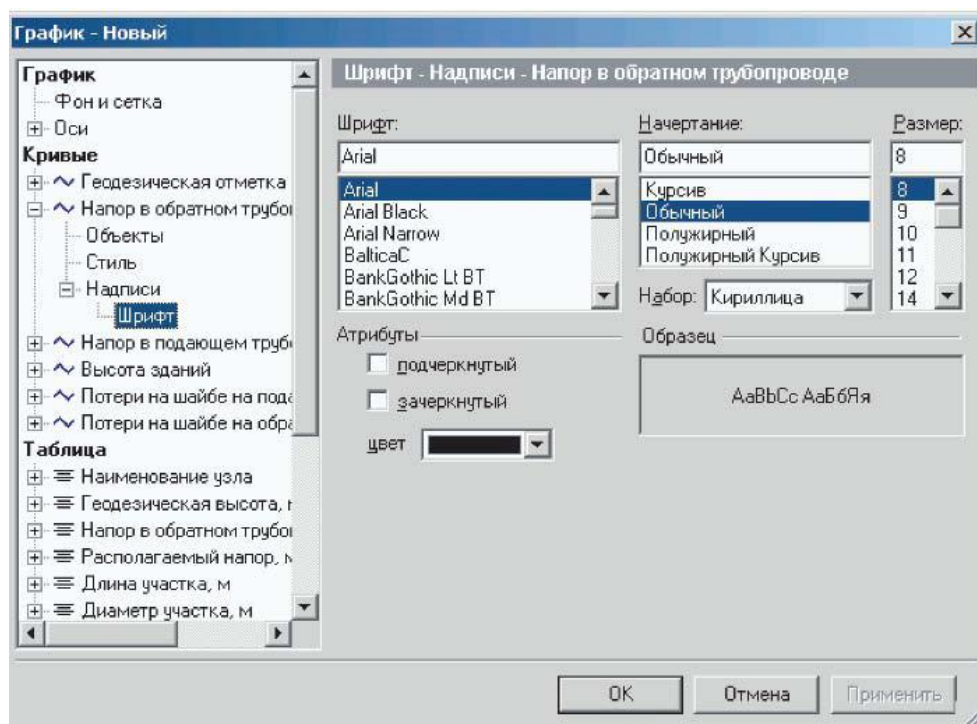 График - Новый
График
Фон и сетка
Оси
Кривые
Геодезическая отметка
Напор в обратном трубо
Объекты
Стиль
Надписи
Шрифт
Напор в подающем труб
Высота зданий
Потери на шайбе на под
Потери на шайбе на обра
Таблица
Наименование узла
Геодезическая высота,
Напор в обратном трубо
Располагаемый напор, м
Длина участка, м
Диаметр участка, м
Шрифт - Надписи - Напор в обратном трубопроводе
Шрифт:
Arial
Arial
Arial Black
Arial Narrow
BalticaC
BankGothic Lt BT
BankGothic Md BT
Начертание:
Обычный
Курсив
Обычный
Полужирный
Полужирный Курсив
Размер:
8
8
9
10
11
12
14
Набор: Кириллица
Атрибуты
подчеркнутый
зачеркнутый
цвет
Образец
AaBbCc АаБбЯя
OK
Отмена
Применить